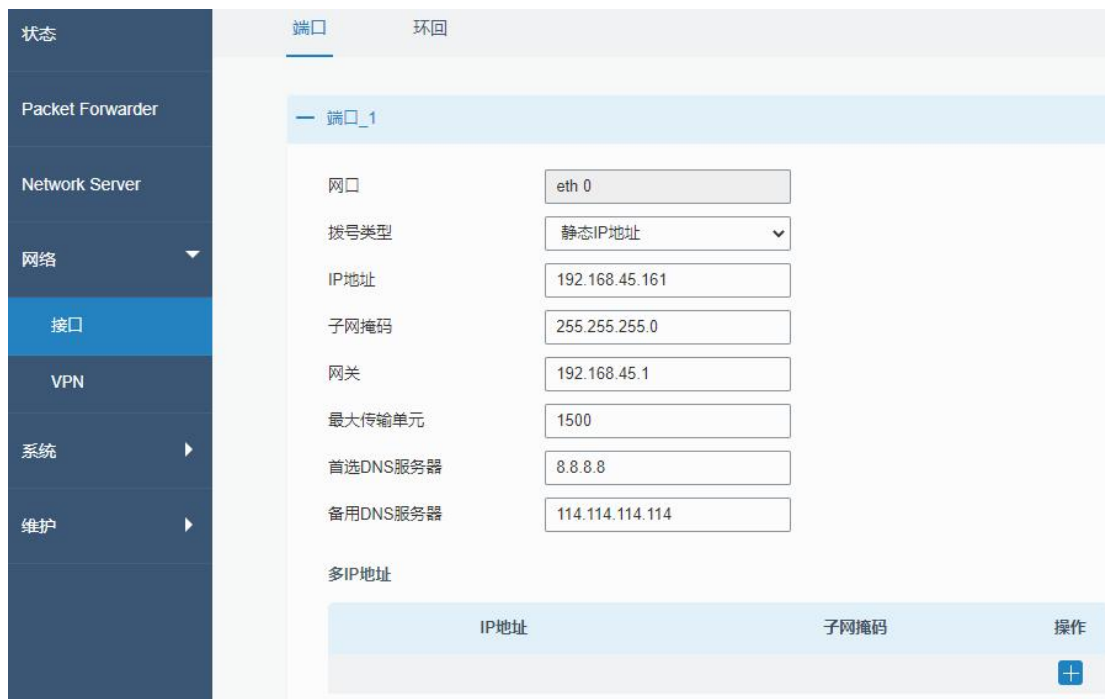 状态
Packet Forwarder
Network Server
网络
接口
VPN
系统
维护
端口 环回
端口_1
网口 eth 0
拨号类型 静态IP地址
IP地址 192.168.45.161
子网掩码 255.255.255.0
网关 192.168.45.1
最大传输单元 1500
首选DNS服务器 8.8.8.8
备用DNS服务器 114.114.114.114
多IP地址
IP地址 子网掩码 操作